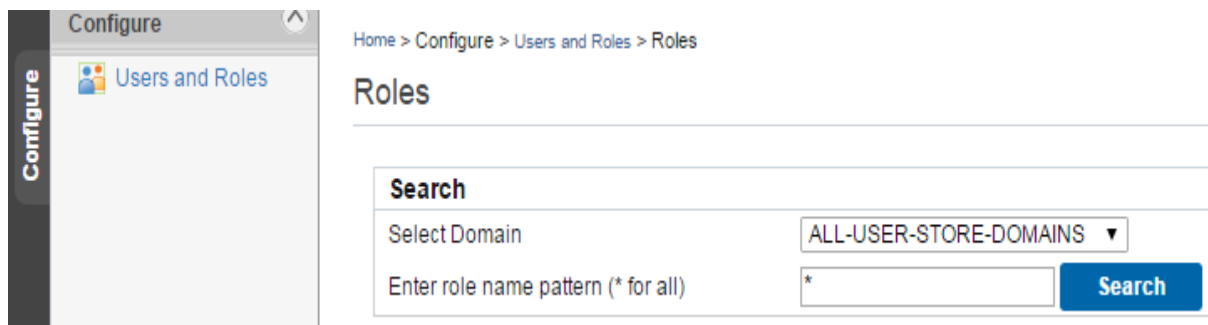 Configure
Configure
Users and Roles
Home > Configure > Users and Roles > Roles
Roles
Search
Select Domain ALL-USER-STORE-DOMAINS
Enter role name pattern (* for all) * Search